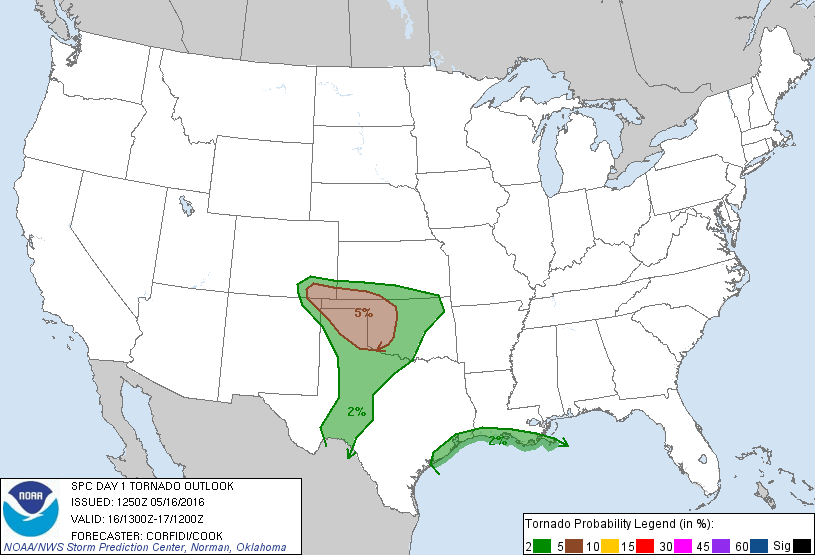 5%
2%
2%
NOAA
SPC DAY 1 TORNADO OUTLOOK
ISSUED: 1250Z 05/16/2016
VALID: 16/1300Z-17/1200Z
FORECASTER: CORFIDI/COOK
NOAA/NWS Storm Prediction Center, Norman, Oklahoma
Tornado Probability Legend (in %):
2 5 10 15 30 45 60 Sig